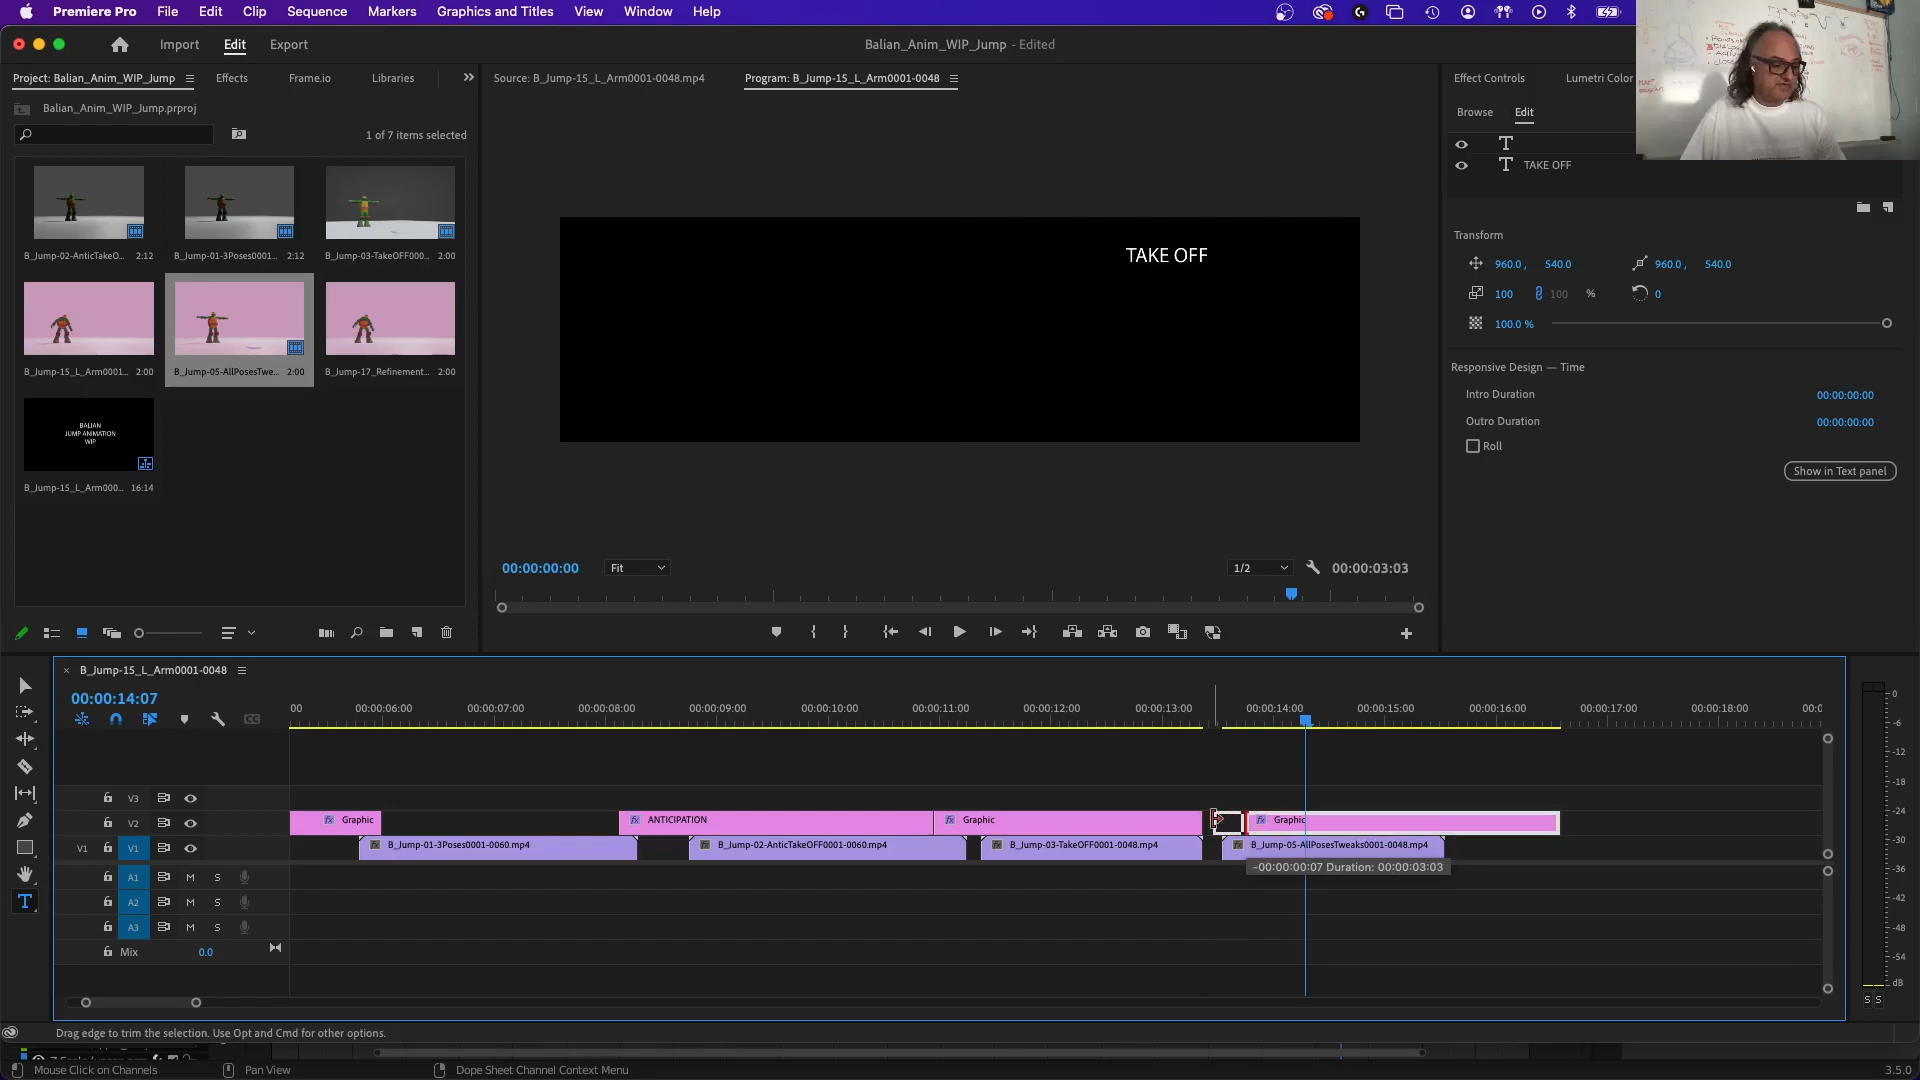 Premiere Pro File Edit Clip Sequence Markers Graphics and Titles View Window Help
Import Edit Export
Balian_Anim_WIP_Jump - Edited
Project: Balian_Anim_WIP_Jump Effects Frame.io Libraries
Source: B_Jump-15_L_Arm0001-0048.mp4
Program: B_Jump-15_L_Arm0001-0048
Effect Controls Lumetri Color
Balian_Anim_WIP_Jump.prproj
Browse Edit
1 of 7 items selected
TAKE OFF
B_Jump-02-AnticTakeO... 2:12
B_Jump-01-3Poses0001... 2:12
B_Jump-03-TakeOFF000... 2:00
TAKE OFF
Transform
960.0 , 540.0 960.0 , 540.0
100 100 % 0
100.0 %
B_Jump-15_L_Arm0001... 2:00
B_Jump-05-AllPosesTwe... 2:00
B_Jump-17_Refinement... 2:00
Responsive Design — Time
Intro Duration 00:00:00:00
Outro Duration 00:00:00:00
Roll
Show in Text panel
BALIAN
JUMP ANIMATION
WIP
B_Jump-15_L_Arm000... 16:14
00:00:00:00 Fit 1/2 00:00:03:03
B_Jump-15_L_Arm0001-0048
00:00:14:07
00 00:00:06:00 00:00:07:00 00:00:08:00 00:00:09:00 00:00:10:00 00:00:11:00 00:00:12:00 00:00:13:00 00:00:14:00 00:00:15:00 00:00:16:00 00:00:17:00 00:00:18:00 00:0
V3
V2 Graphic ANTICIPATION Graphic Graphic
V1 V1 B_Jump-01-3Poses0001-0060.mp4 B_Jump-02-AnticTakeOFF0001-0060.mp4 B_Jump-03-TakeOFF0001-0048.mp4 B_Jump-05-AllPosesTweaks0001-0048.mp4
-00:00:00:07 Duration: 00:00:03:03
A1 M S
A2 M S
A3 M S
Mix 0.0
0
-6
-12
-18
-24
-30
-36
-42
-48
-54
dB
S S
Drag edge to trim the selection. Use Opt and Cmd for other options.
Mouse Click on Channels Pan View Dope Sheet Channel Context Menu 3.5.0